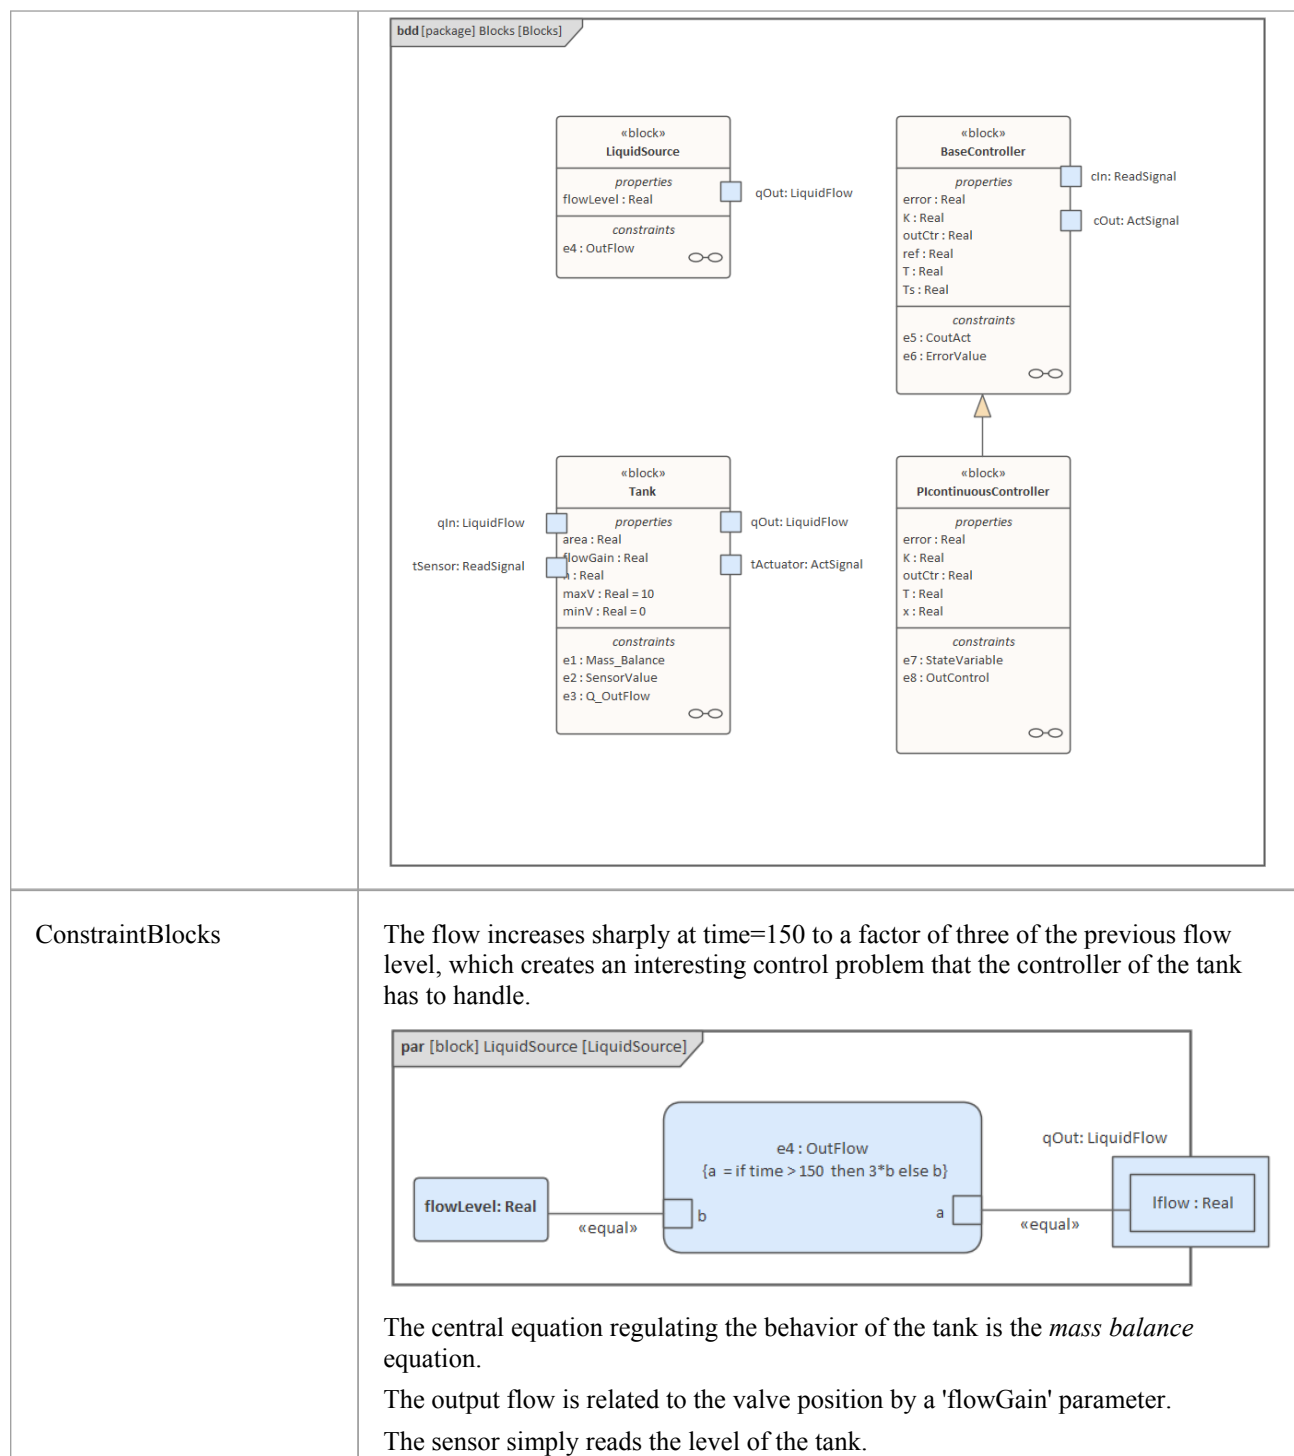 bdd [package] Blocks [Blocks]
«block»
LiquidSource
properties
flowLevel : Real
constraints
e4 : OutFlow
qOut: LiquidFlow
«block»
BaseController
properties
error : Real
K : Real
outCtr : Real
ref : Real
T : Real
Ts : Real
constraints
e5 : CoutAct
e6 : ErrorValue
cIn: ReadSignal
cOut: ActSignal
«block»
Tank
properties
area : Real
flowGain : Real
: Real
maxV : Real = 10
minV : Real = 0
constraints
e1 : Mass_Balance
e2 : SensorValue
e3 : Q_OutFlow
qIn: LiquidFlow
tSensor: ReadSignal
qOut: LiquidFlow
tActuator: ActSignal
«block»
PIcontinuousController
properties
error : Real
K : Real
outCtr : Real
T : Real
x : Real
constraints
e7 : StateVariable
e8 : OutControl
ConstraintBlocks
The flow increases sharply at time=150 to a factor of three of the previous flow
level, which creates an interesting control problem that the controller of the tank
has to handle.
par [block] LiquidSource [LiquidSource]
flowLevel: Real
«equal»
b
e4 : OutFlow
{a = if time > 150 then 3*b else b}
a
«equal»
qOut: LiquidFlow
lflow : Real
The central equation regulating the behavior of the tank is the mass balance
equation.
The output flow is related to the valve position by a 'flowGain' parameter.
The sensor simply reads the level of the tank.